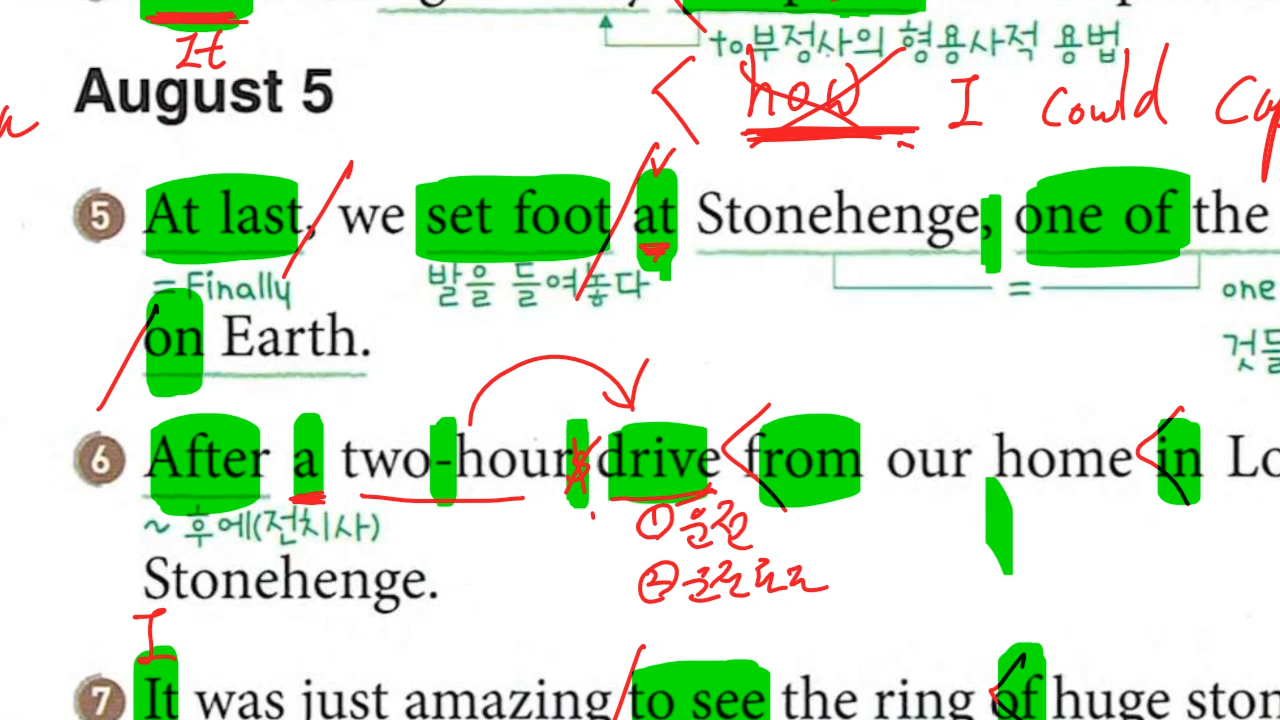 It
to부정사의 형용사적 용법
August 5
how I could
5 At last, we set foot at Stonehenge, one of the
= Finally 발을 들여놓다 = one
on Earth.
6 After a two-hour drive from our home in
~ 후에(전치사) ① 운전
② 
Stonehenge.
I
7 It was just amazing to see the ring of huge